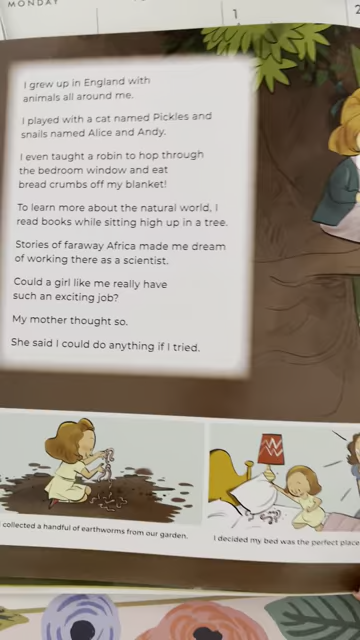 MONDAY
1
2
I grew up in England with
animals all around me.
I played with a cat named Pickles and
snails named Alice and Andy.
I even taught a robin to hop through
the bedroom window and eat
bread crumbs off my blanket!
To learn more about the natural world, I
read books while sitting high up in a tree.
Stories of faraway Africa made me dream
of working there as a scientist.
Could a girl like me really have
such an exciting job?
My mother thought so.
She said I could do anything if I tried.
collected a handful of earthworms from our garden.
I decided my bed was the perfect place